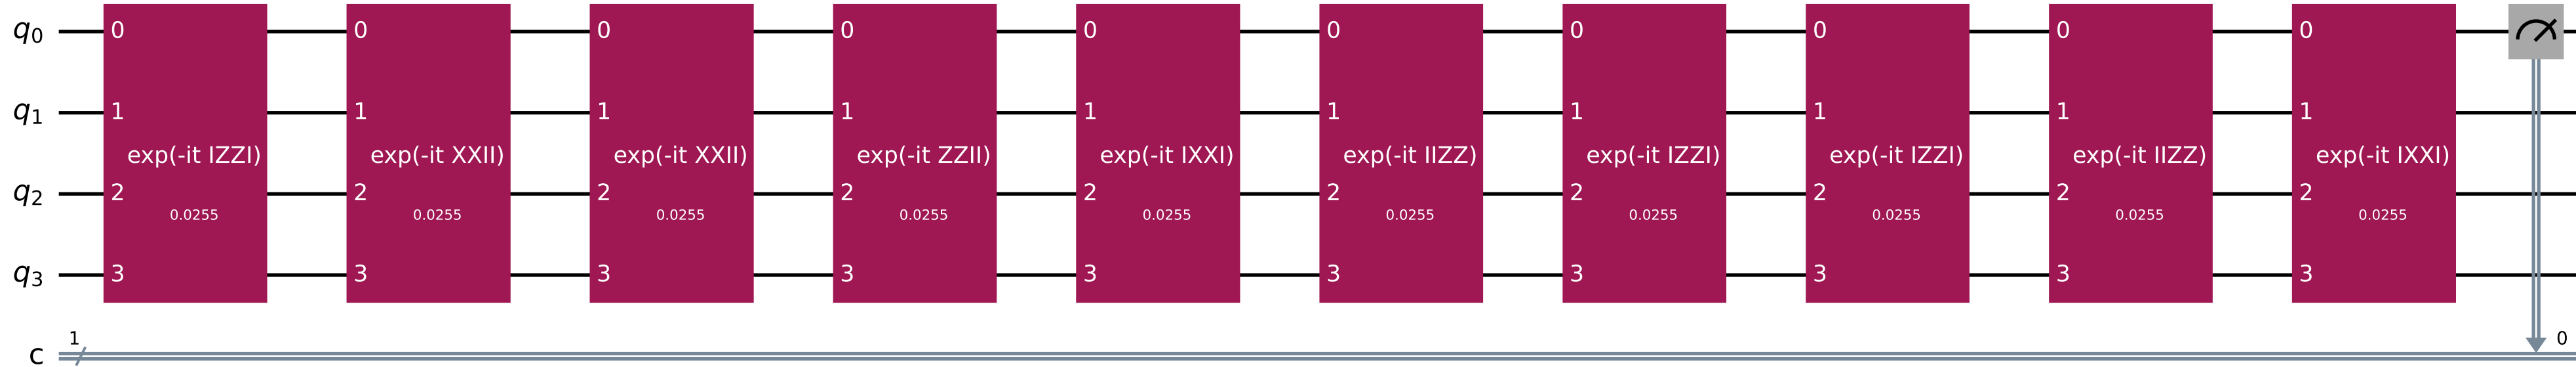 q0 0 0 0 0 0 0 0 0 0 0
q1 1 1 1 1 1 1 1 1 1 1
exp(-it IZZI) exp(-it XXII) exp(-it XXII) exp(-it ZZII) exp(-it IXXI) exp(-it IIZZ) exp(-it IZZI) exp(-it IZZI) exp(-it IIZZ) exp(-it IXXI)
q2 2 2 2 2 2 2 2 2 2 2
0.0255 0.0255 0.0255 0.0255 0.0255 0.0255 0.0255 0.0255 0.0255 0.0255
q3 3 3 3 3 3 3 3 3 3 3
1 0
c